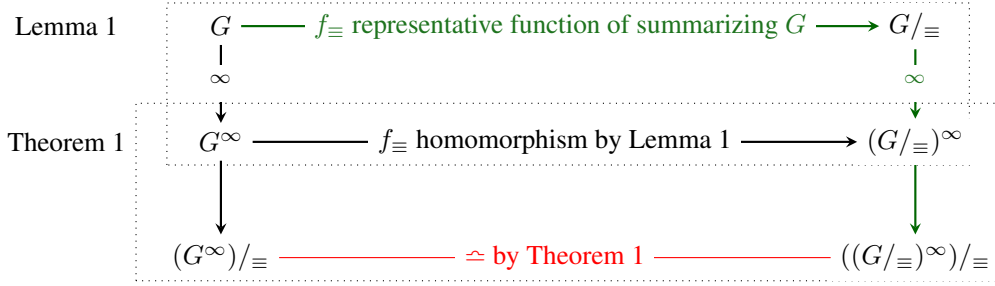 Lemma 1 G f≡ representative function of summarizing G G/≡
∞ ∞
Theorem 1 G∞ f≡ homomorphism by Lemma 1 (G/≡)∞
(G∞)/≡ ≏ by Theorem 1 ((G/≡)∞)/≡